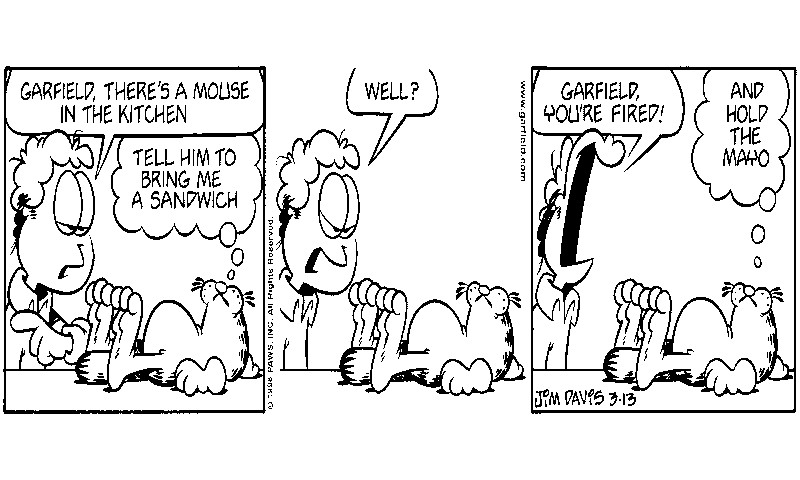 GARFIELD, THERE'S A MOUSE
IN THE KITCHEN
TELL HIM TO
BRING ME
A SANDWICH
© 1998 PAWS, INC. All Rights Reserved.
WELL?
www.garfield.com
GARFIELD,
YOU'RE FIRED!
AND
HOLD
THE
MAYO
JIM DAVIS 3-13